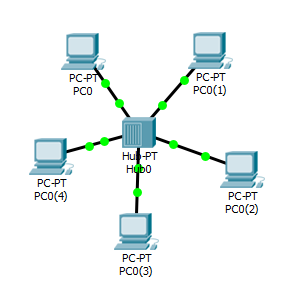 PC-PT
PC0
PC-PT
PC0(1)
Hub-PT
Hub0
PC-PT
PC0(4)
PC-PT
PC0(2)
PC-PT
PC0(3)